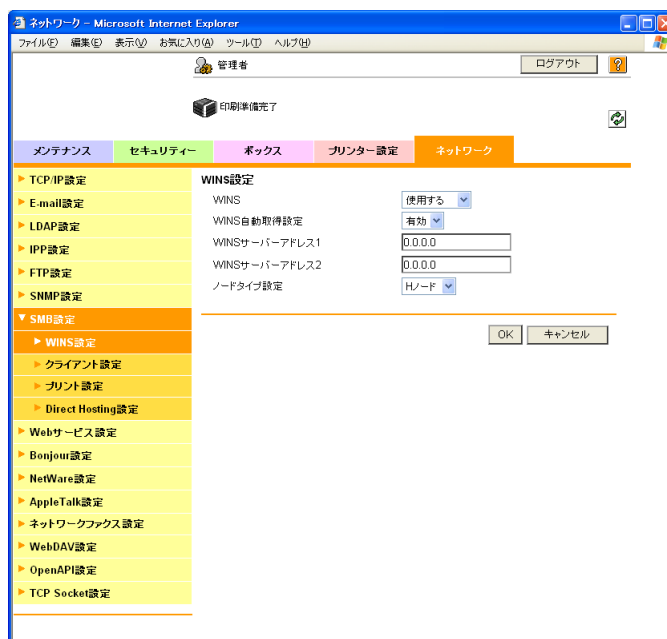 ネットワーク - Microsoft Internet Explorer
ファイル(F) 編集(E) 表示(V) お気に入り(A) ツール(T) ヘルプ(H)
管理者
ログアウト
?
印刷準備完了
メンテナンス セキュリティー ボックス プリンター設定 ネットワーク
TCP/IP設定
E-mail設定
LDAP設定
IPP設定
FTP設定
SNMP設定
SMB設定
WINS設定
クライアント設定
プリント設定
Direct Hosting設定
Webサービス設定
Bonjour設定
NetWare設定
AppleTalk設定
ネットワークファクス設定
WebDAV設定
OpenAPI設定
TCP Socket設定
WINS設定
WINS 使用する
WINS自動取得設定 有効
WINSサーバーアドレス1 0.0.0.0
WINSサーバーアドレス2 0.0.0.0
ノードタイプ設定 Hノード
OK キャンセル